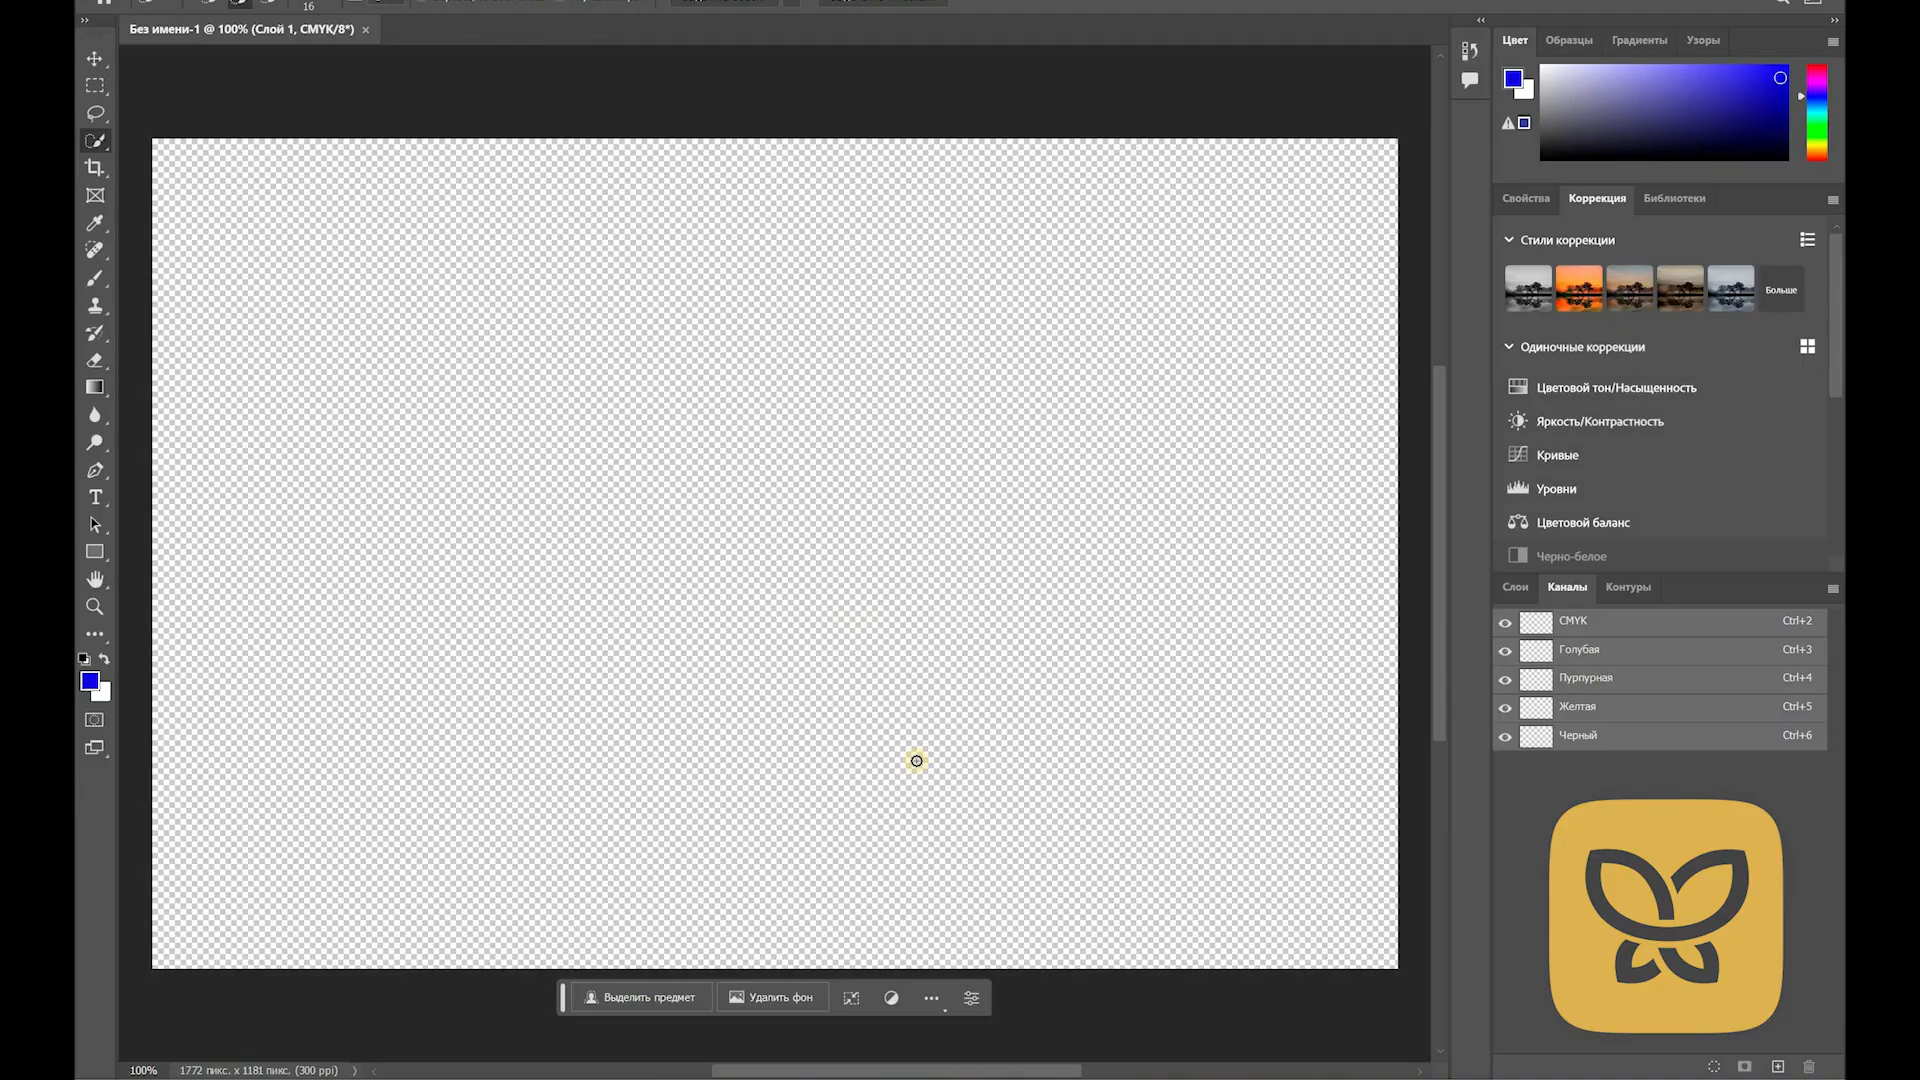 16
Без имени-1 @ 100% (Слой 1, CMYK/8*)
Цвет
Образцы
Градиенты
Узоры
Свойства
Коррекция
Библиотеки
Стили коррекции
Больше
Одиночные коррекции
Цветовой тон/Насыщенность
Яркость/Контрастность
Кривые
Уровни
Цветовой баланс
Черно-белое
Слои
Каналы
Контуры
CMYK Ctrl+2
Голубая Ctrl+3
Пурпурная Ctrl+4
Желтая Ctrl+5
Черный Ctrl+6
Выделить предмет
Удалить фон
100%
1772 пикс. x 1181 пикс. (300 ppi)